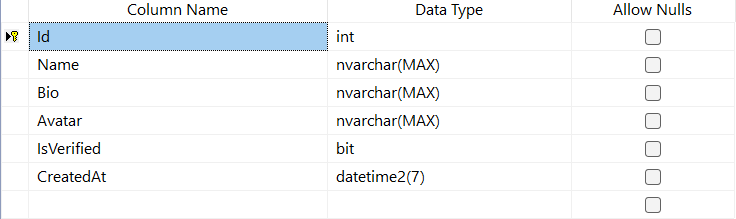 Column Name Data Type Allow Nulls
Id int
Name nvarchar(MAX)
Bio nvarchar(MAX)
Avatar nvarchar(MAX)
IsVerified bit
CreatedAt datetime2(7)